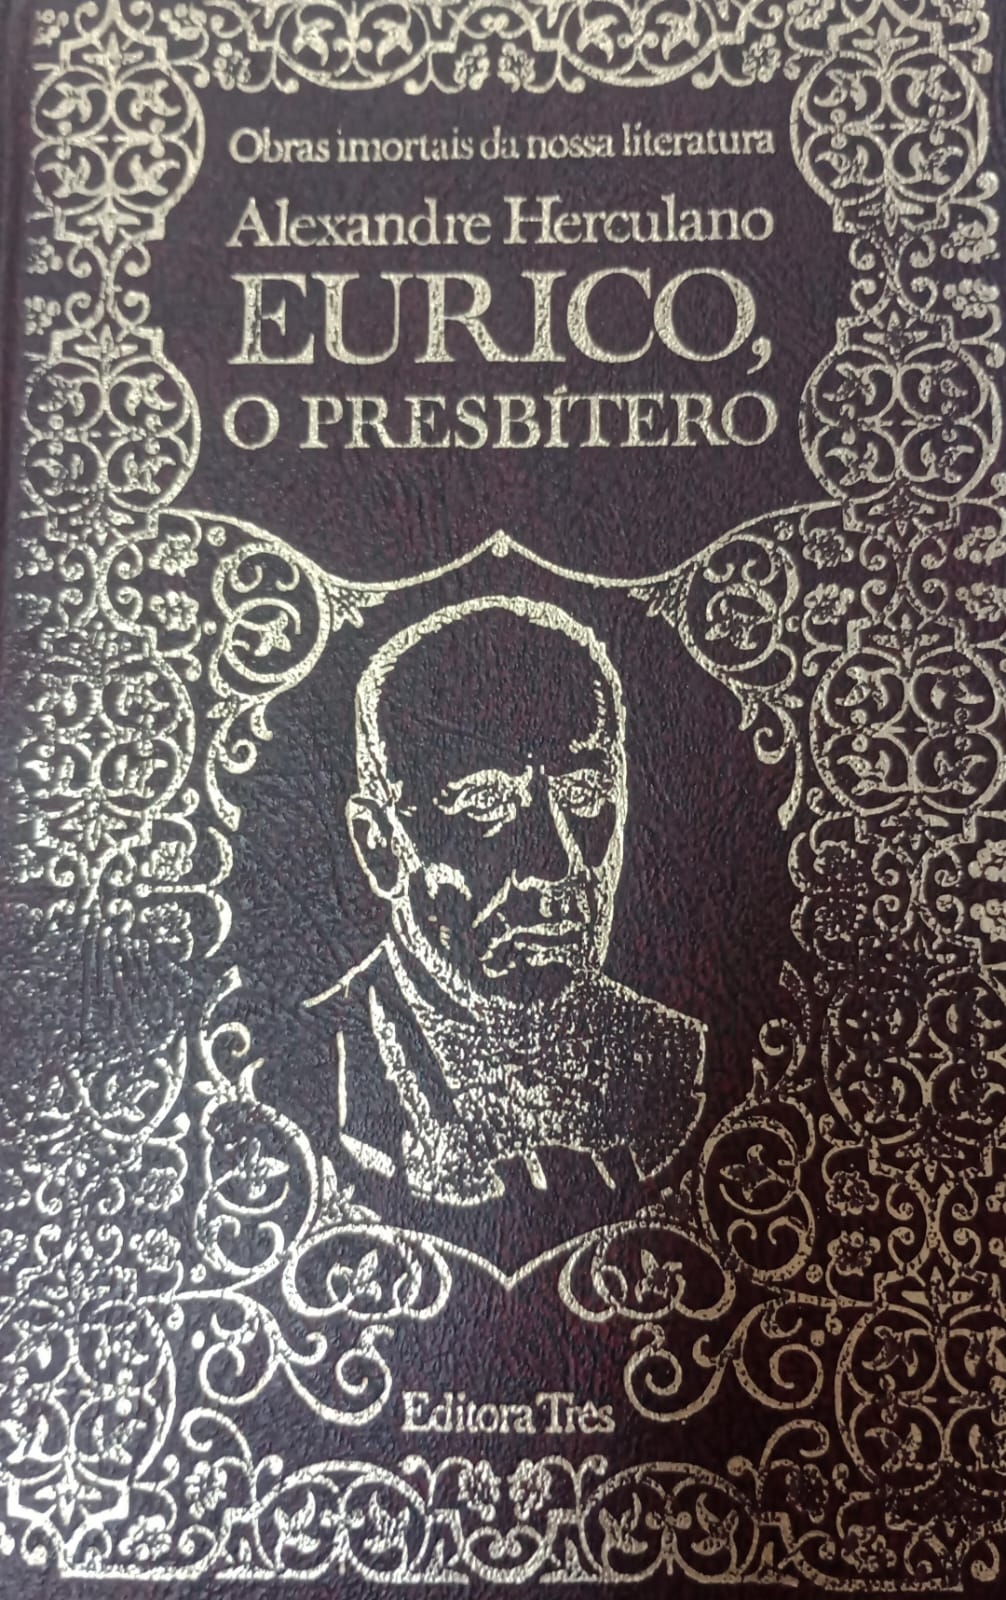 Obras imortais da nossa literatura
Alexandre Herculano
EURICO,
O PRESBÍTERO
Editora Três